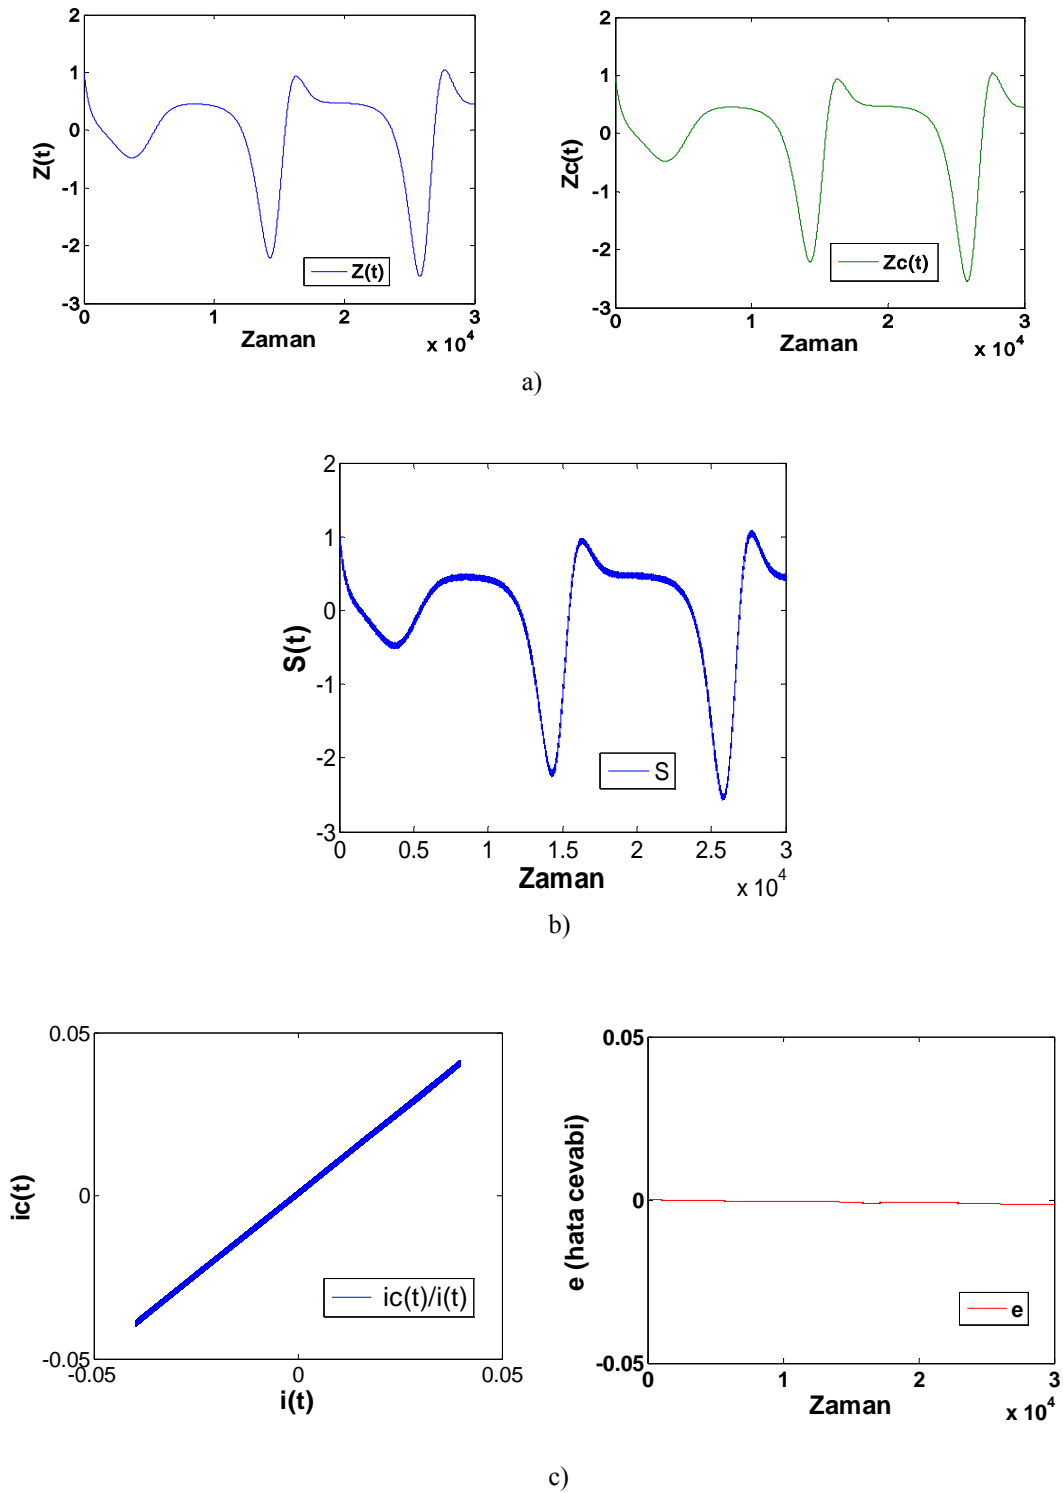 2
1
0
-1
-2
-3
Z(t)
Z(t)
0
1
2
3
Zaman
x 10^4
2
1
0
-1
-2
-3
Zc(t)
Zc(t)
0
1
2
3
Zaman
x 10^4
a)
2
1
0
-1
-2
-3
S(t)
S
0
0.5
1
1.5
2
2.5
3
Zaman
x 10^4
b)
0.05
0
-0.05
ic(t)
ic(t)/i(t)
-0.05
0
0.05
i(t)
0.05
0
-0.05
e (hata cevabi)
e
0
1
2
3
Zaman
x 10^4
c)